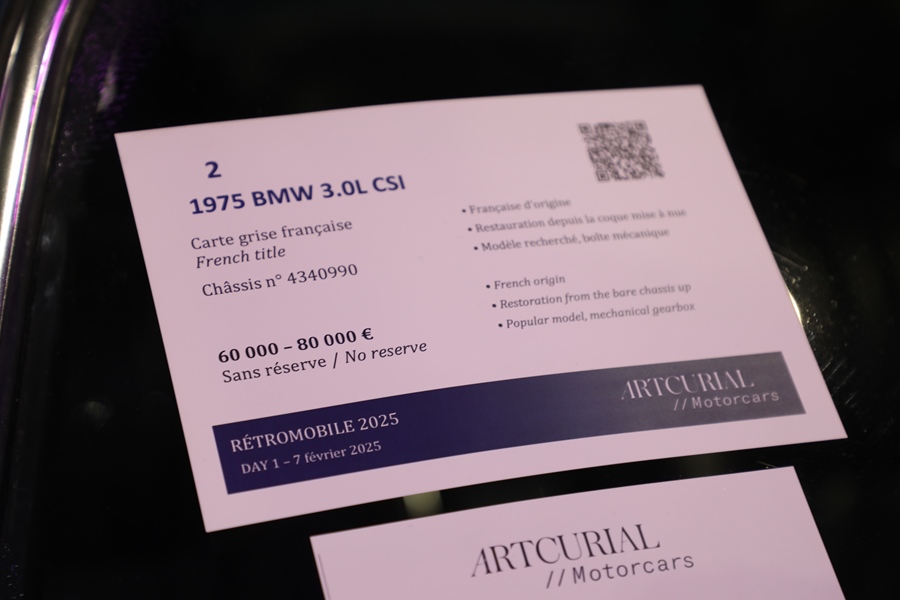 2
1975 BMW 3.0L CSI
Carte grise française
French title
Châssis n° 4340990
60 000 – 80 000 €
Sans réserve / No reserve
• Française d'origine
• Restauration depuis la coque mise à nue
• Modèle recherché, boîte mécanique
• French origin
• Restoration from the bare chassis up
• Popular model, mechanical gearbox
RÉTROMOBILE 2025
DAY 1 – 7 février 2025
ARTCURIAL
// Motorcars
ARTCURIAL
// Motorcars